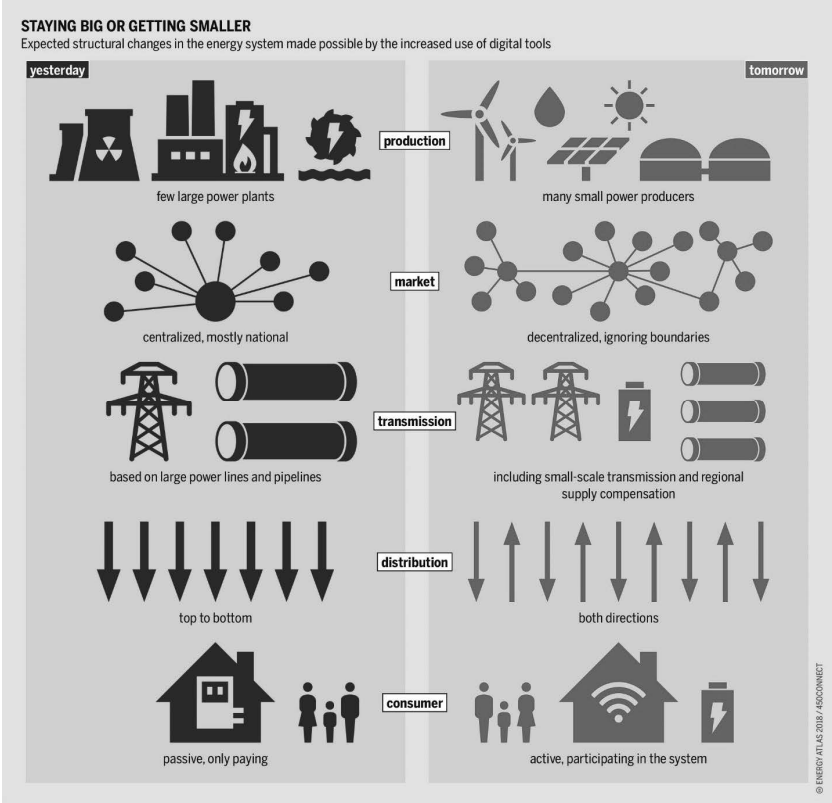 STAYING BIG OR GETTING SMALLER
Expected structural changes in the energy system made possible by the increased use of digital tools
yesterday
tomorrow
production
few large power plants
many small power producers
market
centralized, mostly national
decentralized, ignoring boundaries
transmission
based on large power lines and pipelines
including small-scale transmission and regional
supply compensation
distribution
top to bottom
both directions
consumer
passive, only paying
active, participating in the system
© ENERGY ATLAS 2018 / 450CONNECT